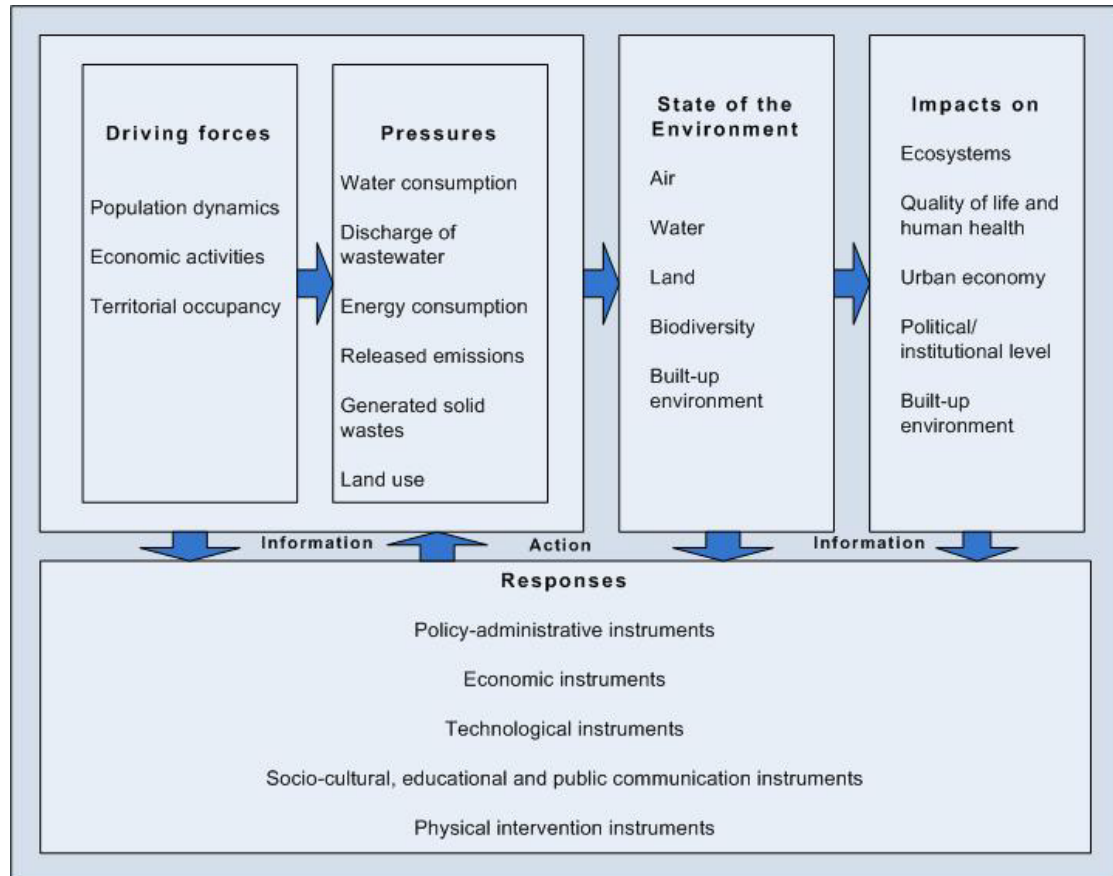 Driving forces
Population dynamics
Economic activities
Territorial occupancy
Pressures
Water consumption
Discharge of
wastewater
Energy consumption
Released emissions
Generated solid
wastes
Land use
State of the
Environment
Air
Water
Land
Biodiversity
Built-up
environment
Impacts on
Ecosystems
Quality of life and
human health
Urban economy
Political/
institutional level
Built-up
environment
Information
Action
Information
Responses
Policy-administrative instruments
Economic instruments
Technological instruments
Socio-cultural, educational and public communication instruments
Physical intervention instruments